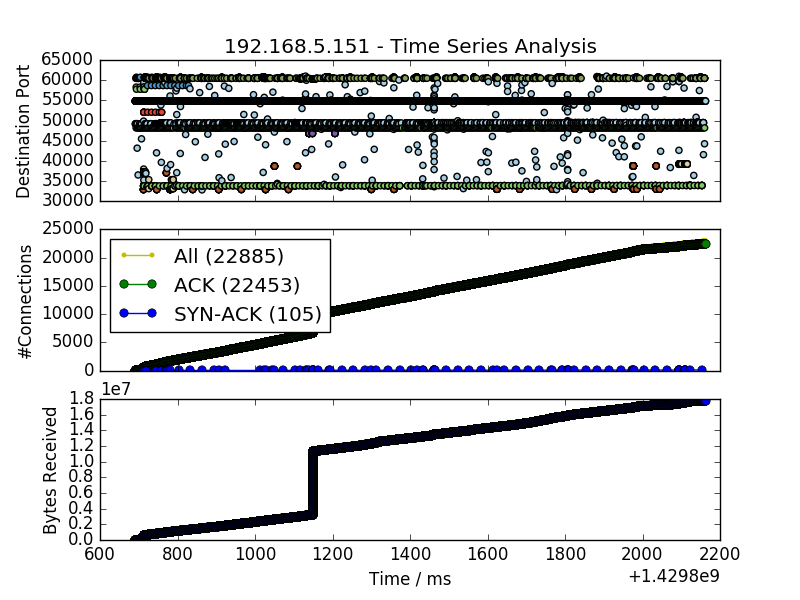 192.168.5.151 - Time Series Analysis
65000
60000
55000
50000
45000
40000
35000
30000
Destination Port
25000
20000
15000
10000
5000
0
#Connections
All (22885)
ACK (22453)
SYN-ACK (105)
1e7
1.8
1.6
1.4
1.2
1.0
0.8
0.6
0.4
0.2
0.0
Bytes Received
600 800 1000 1200 1400 1600 1800 2000 2200
Time / ms
+1.4298e9